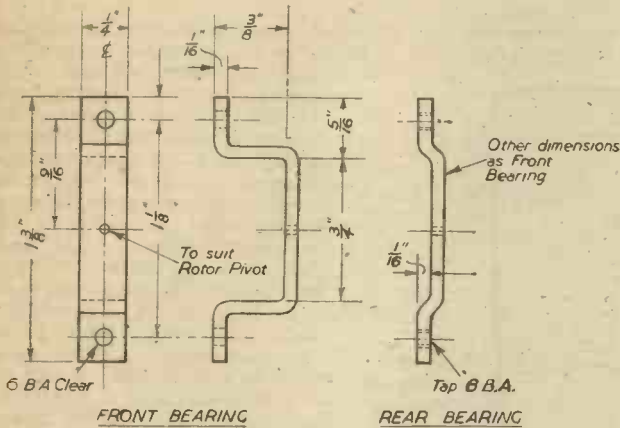 1/4"
℄
1/16"
3/8"
9/16"
1 3/8"
1 1/8"
5/16"
3/4"
To suit
Rotor Pivot
6 B.A Clear
FRONT BEARING
Other dimensions
as Front
Bearing
1/16"
Tap 6 B.A.
REAR BEARING